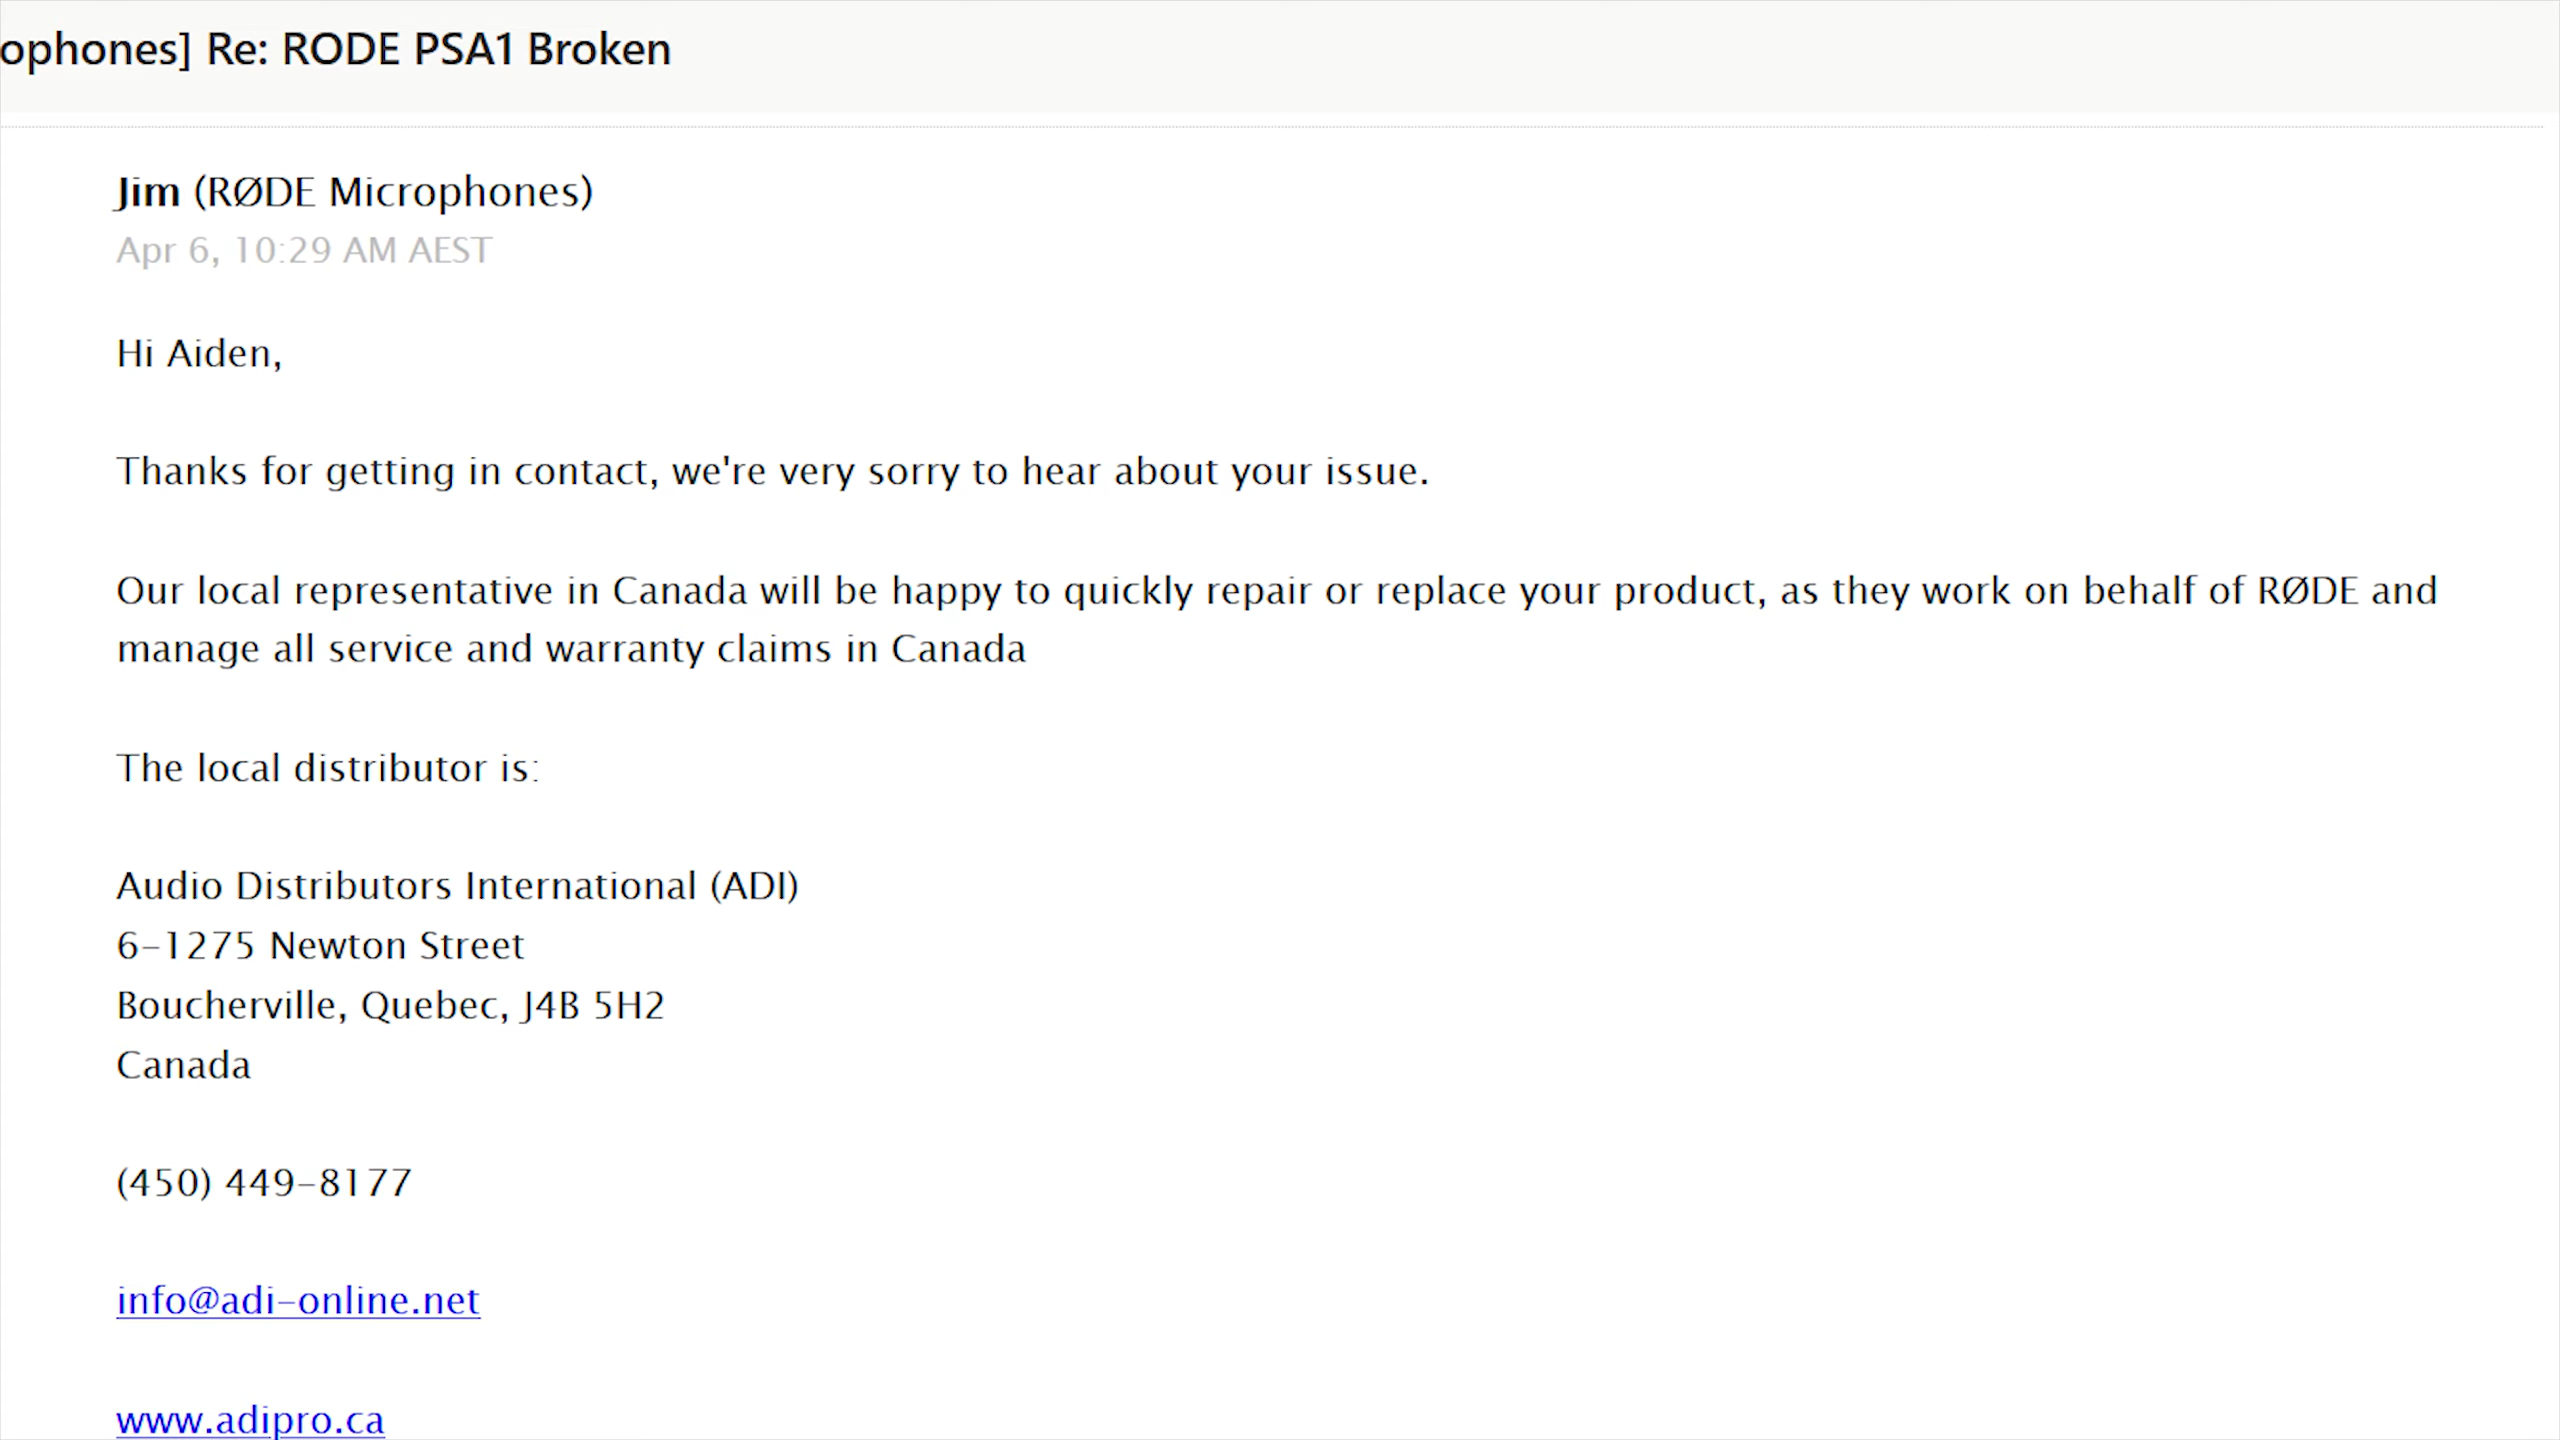 ophones] Re: RODE PSA1 Broken
Jim (RØDE Microphones)
Apr 6, 10:29 AM AEST
Hi Aiden,
Thanks for getting in contact, we're very sorry to hear about your issue.
Our local representative in Canada will be happy to quickly repair or replace your product, as they work on behalf of RØDE and
manage all service and warranty claims in Canada
The local distributor is:
Audio Distributors International (ADI)
6-1275 Newton Street
Boucherville, Quebec, J4B 5H2
Canada
(450) 449-8177
info@adi-online.net
www.adipro.ca